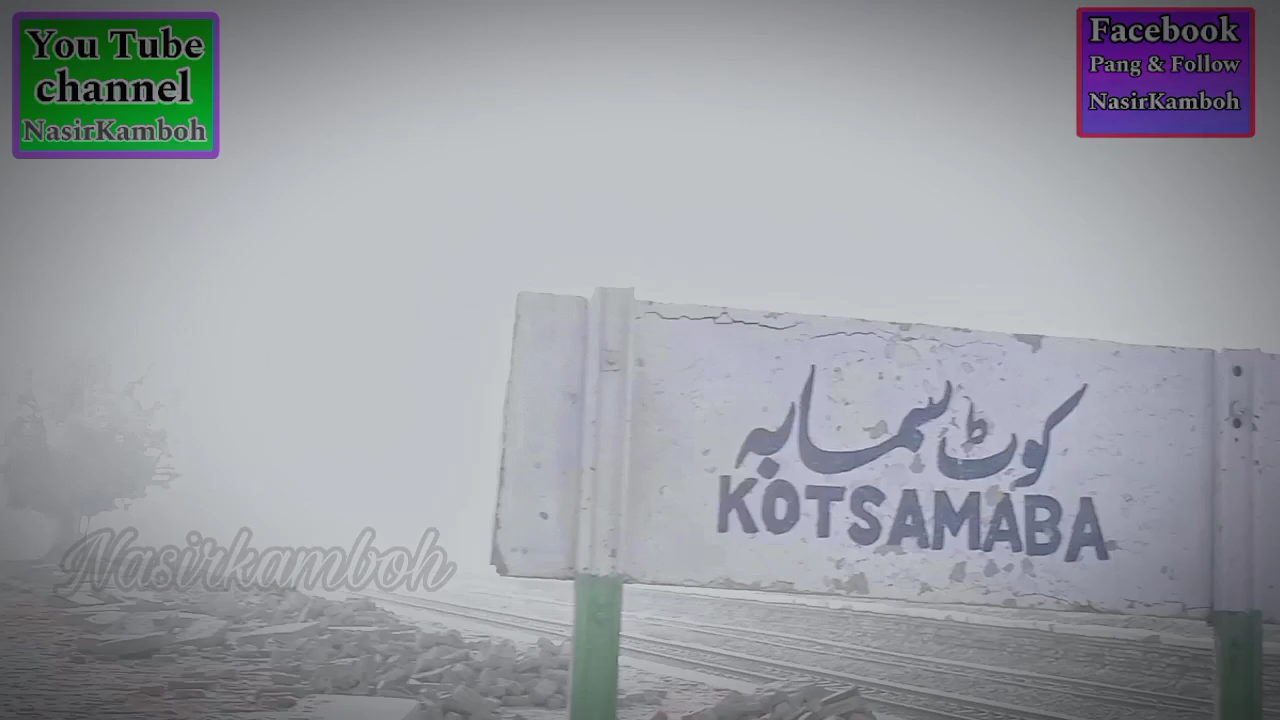 You Tube
channel
NasirKamboh
Facebook
Pang & Follow
NasirKamboh
کوٹ سمابہ
KOTSAMABA
Nasirkamboh